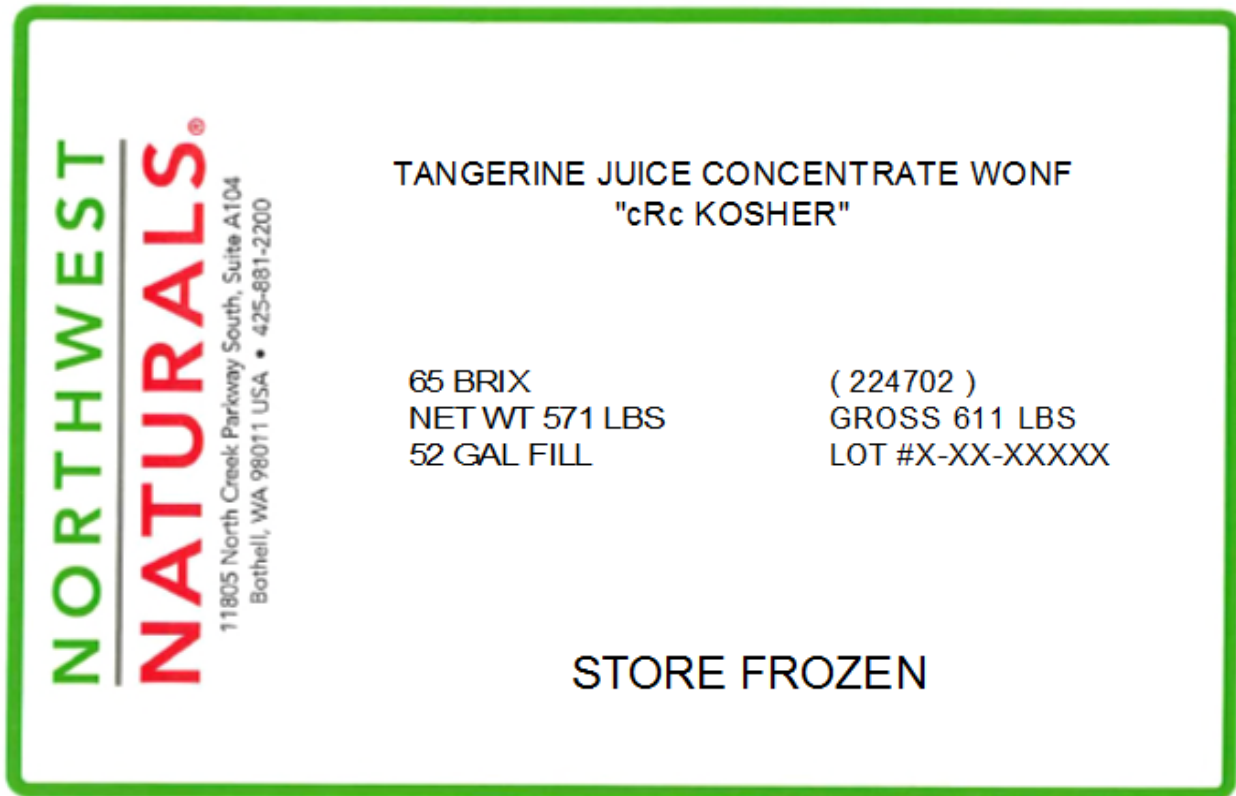 NORTHWEST
NATURALS®
11805 North Creek Parkway South, Suite A104
Bothell, WA 98011 USA • 425-881-2200
TANGERINE JUICE CONCENTRATE WONF
"cRc KOSHER"
65 BRIX ( 224702 )
NET WT 571 LBS GROSS 611 LBS
52 GAL FILL LOT #X-XX-XXXXX
STORE FROZEN